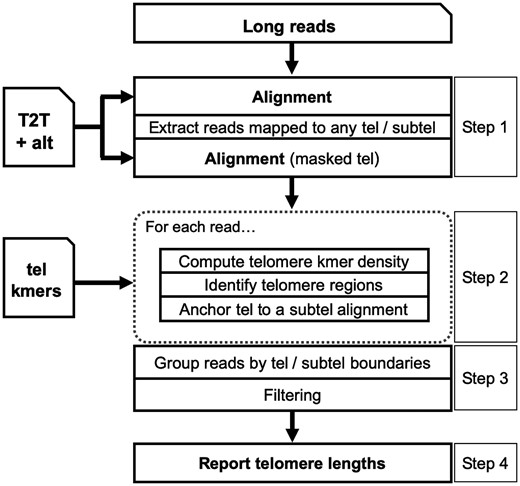 Long reads
T2T
+ alt
Alignment
Extract reads mapped to any tel / subtel
Alignment (masked tel)
Step 1
For each read…
tel
kmers
Compute telomere kmer density
Identify telomere regions
Anchor tel to a subtel alignment
Step 2
Group reads by tel / subtel boundaries
Filtering
Step 3
Report telomere lengths
Step 4